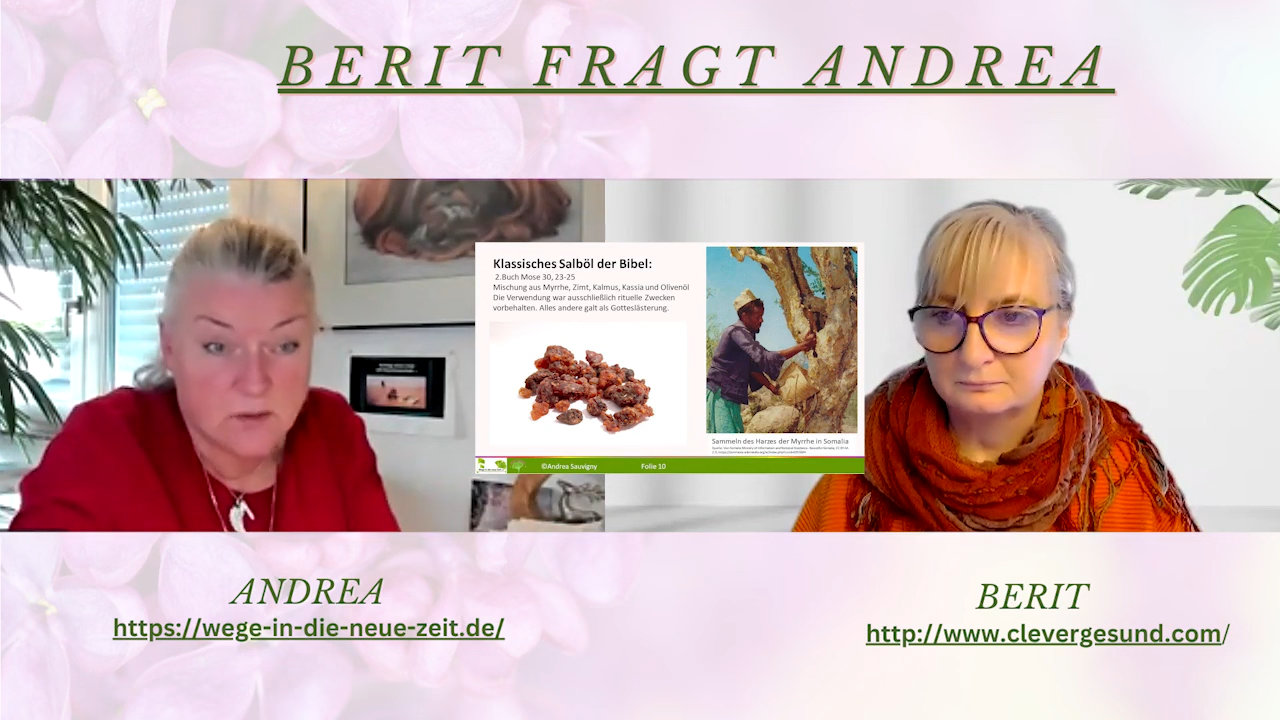 BERIT FRAGT ANDREA
Klassisches Salböl der Bibel:
2.Buch Mose 30, 23-25
Mischung aus Myrrhe, Zimt, Kalmus, Kassia und Olivenöl
Die Verwendung war ausschließlich rituelle Zwecken
vorbehalten. Alles andere galt als Gotteslästerung.
Sammeln des Harzes der Myrrhe in Somalia
©Andrea Sauvigny
Folie 10
ANDREA
https://wege-in-die-neue-zeit.de/
BERIT
http://www.clevergesund.com/